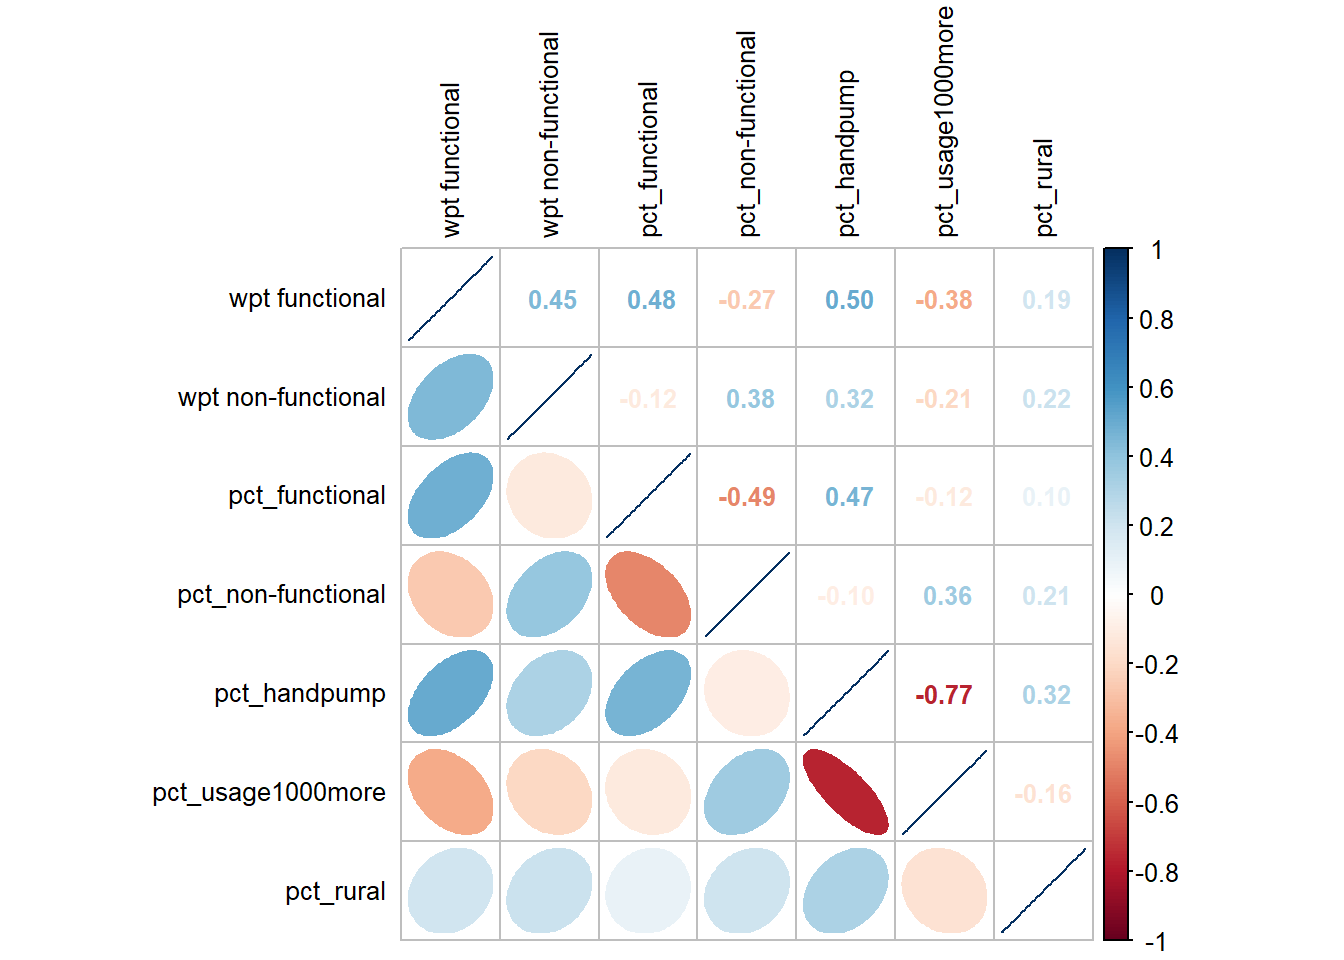 wpt functional
wpt non-functional
pct_functional
pct_non-functional
pct_handpump
pct_usage1000more
pct_rural
wpt functional 0.45 0.48 -0.27 0.50 -0.38 0.19
wpt non-functional -0.12 0.38 0.32 -0.21 0.22
pct_functional -0.49 0.47 -0.12 0.10
pct_non-functional -0.10 0.36 0.21
pct_handpump -0.77 0.32
pct_usage1000more -0.16
pct_rural
1
0.8
0.6
0.4
0.2
0
-0.2
-0.4
-0.6
-0.8
-1